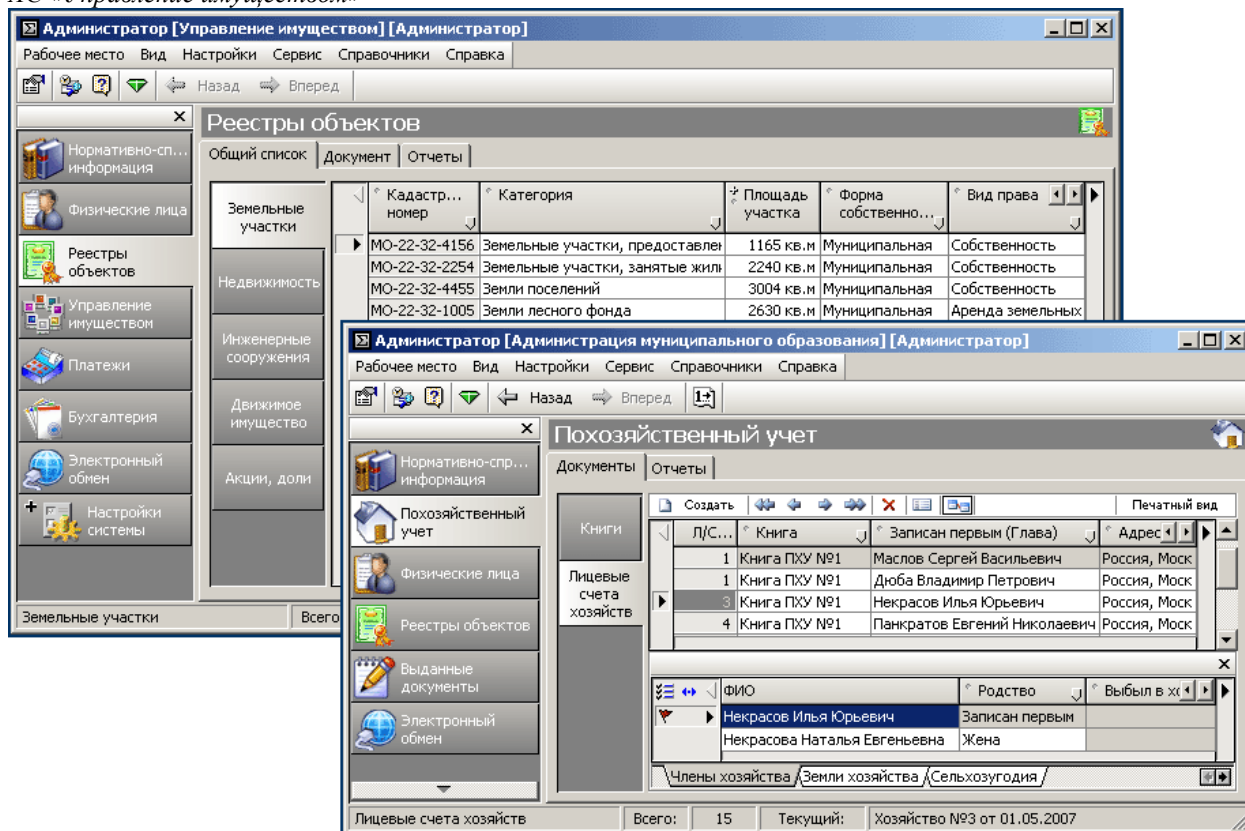 АС «Управление имуществом»
Администратор [Управление имуществом] [Администратор]
Рабочее место Вид Настройки Сервис Справочники Справка
Назад Вперед
Реестры объектов
Нормативно-сп...
информация
Физические лица
Реестры
объектов
Управление
имуществом
Платежи
Бухгалтерия
Электронный
обмен
Настройки
системы
Общий список Документ Отчеты
Земельные
участки
Недвижимость
Инженерные
сооружения
Движимое
имущество
Акции, доли
Кадастр...
номер
Категория
Площадь
участка
Форма
собственно...
Вид права
МО-22-32-4156 Земельные участки, предоставлен 1165 кв.м Муниципальная Собственность
МО-22-32-2254 Земельные участки, занятые жил 2240 кв.м Муниципальная Собственность
МО-22-32-4455 Земли поселений 3004 кв.м Муниципальная Собственность
МО-22-32-1005 Земли лесного фонда 2630 кв.м Муниципальная Аренда земельных
Земельные участки Всего
Администратор [Администрация муниципального образования] [Администратор]
Рабочее место Вид Настройки Сервис Справочники Справка
Назад Вперед
Похозяйственный учет
Нормативно-спр...
информация
Похозяйственный
учет
Физические лица
Реестры объектов
Выданные
документы
Электронный
обмен
Документы Отчеты
Книги
Лицевые
счета
хозяйств
Создать Печатный вид
Л/С... Книга Записан первым (Глава) Адрес
1 Книга ПХУ №1 Маслов Сергей Васильевич Россия, Моск
1 Книга ПХУ №1 Дюба Владимир Петрович Россия, Моск
3 Книга ПХУ №1 Некрасов Илья Юрьевич Россия, Моск
4 Книга ПХУ №1 Панкратов Евгений Николаевич Россия, Моск
ФИО Родство Выбыл в хо
Некрасов Илья Юрьевич Записан первым
Некрасова Наталья Евгеньевна Жена
Члены хозяйства Земли хозяйства Сельхозугодия
Лицевые счета хозяйств Всего: 15 Текущий: Хозяйство №3 от 01.05.2007